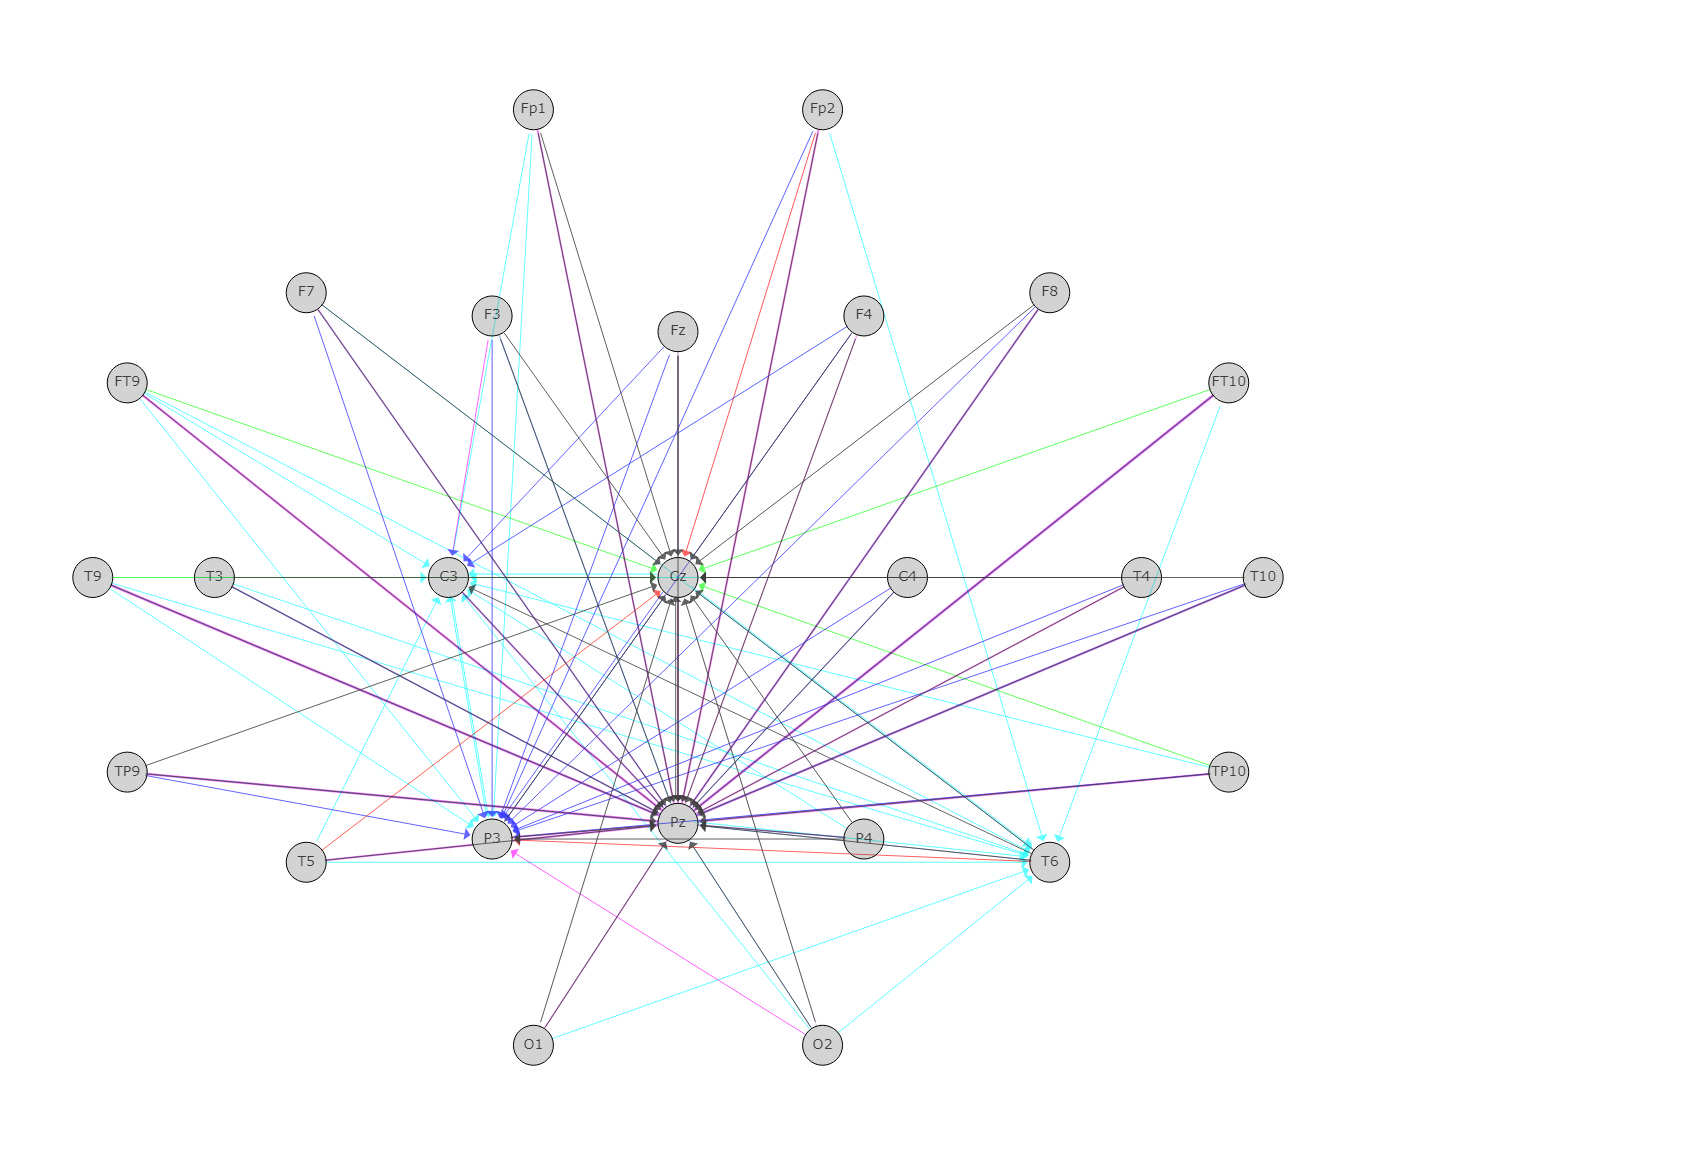 Fp1 Fp2
F7 F3 Fz F4 F8
FT9 FT10
T9 T3 C3 Cz C4 T4 T10
TP9 TP10
T5 P3 Pz P4 T6
O1 O2